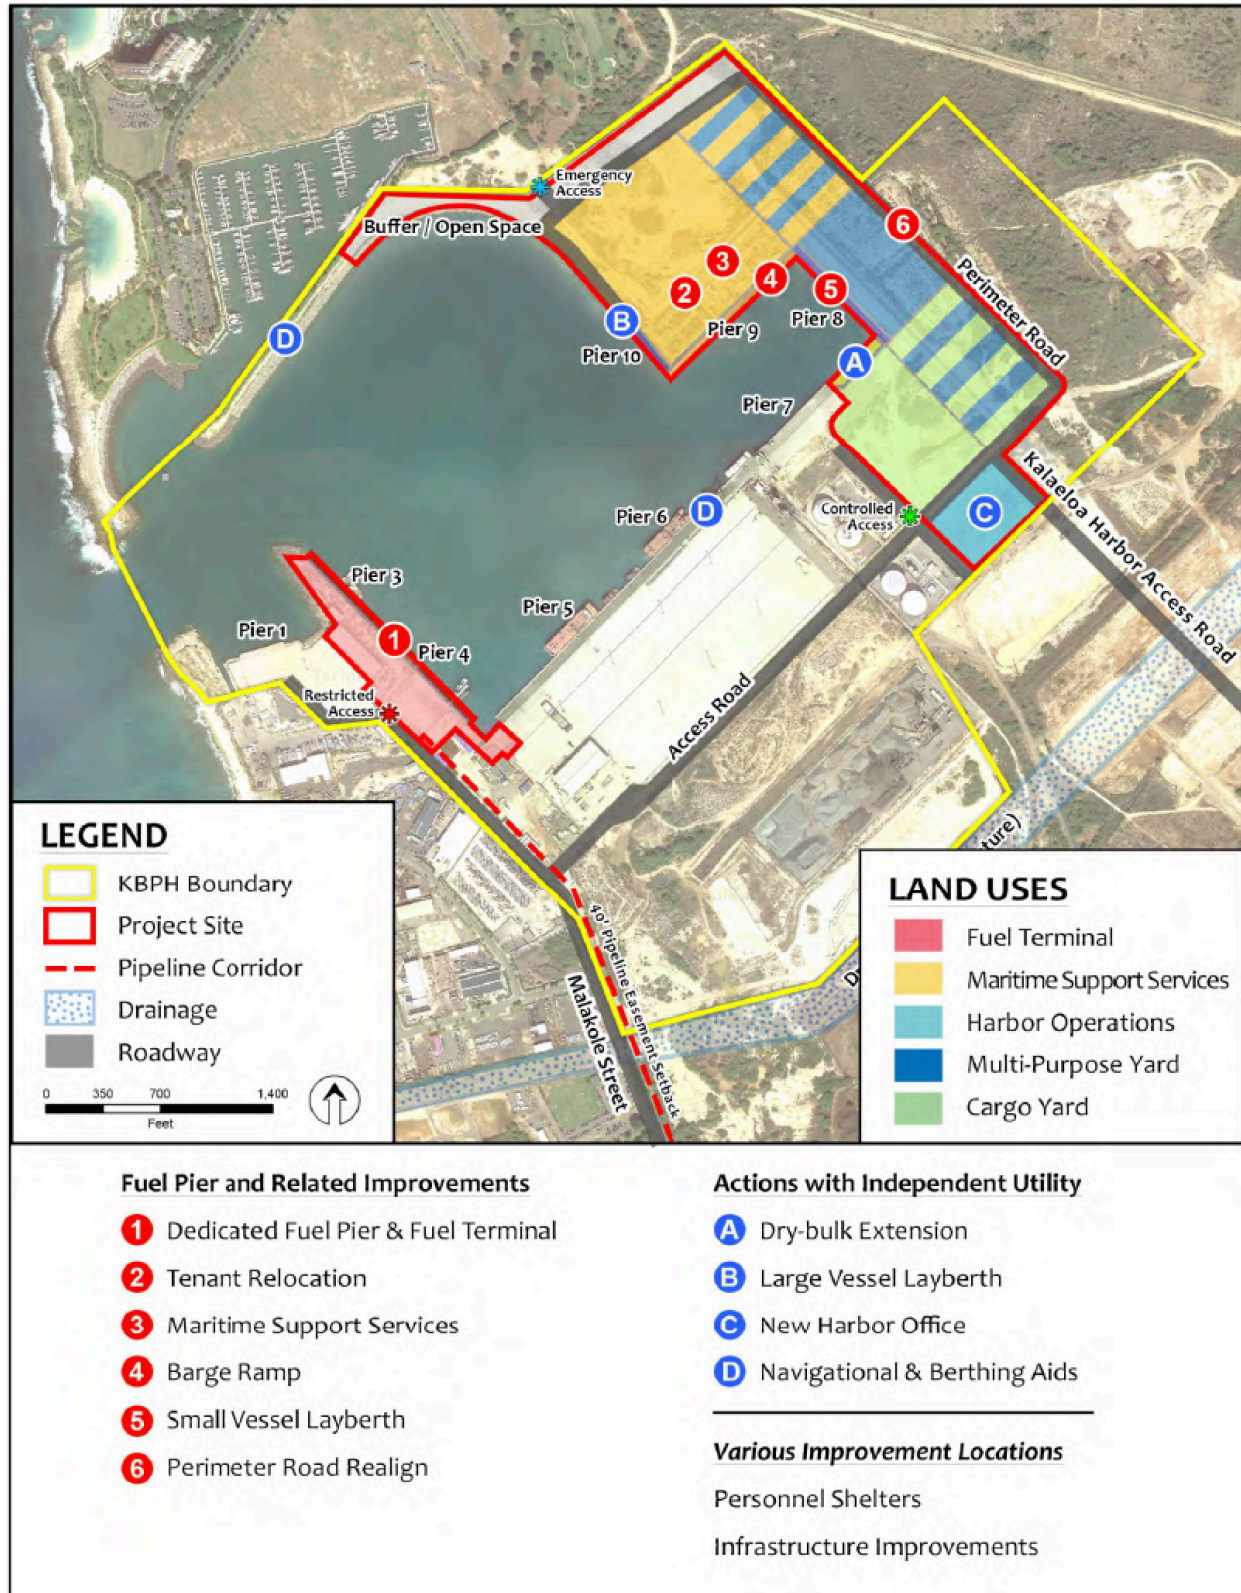 Emergency
Access
Buffer / Open Space
6
Perimeter Road
3
2
4
5
Pier 8
Pier 9
B
Pier 10
A
D
Pier 7
Kalaeloa Harbor Access Road
Controlled
Access
C
Pier 6
D
Pier 5
Pier 3
1
Pier 4
Pier 1
Restricted
Access
Access Road
40' Pipeline Easement Setback
Malakole Street
ture)
LEGEND
KBPH Boundary
Project Site
Pipeline Corridor
Drainage
Roadway
0 350 700 1,400
Feet
LAND USES
Fuel Terminal
Maritime Support Services
Harbor Operations
Multi-Purpose Yard
Cargo Yard
Fuel Pier and Related Improvements
1 Dedicated Fuel Pier & Fuel Terminal
2 Tenant Relocation
3 Maritime Support Services
4 Barge Ramp
5 Small Vessel Layberth
6 Perimeter Road Realign
Actions with Independent Utility
A Dry-bulk Extension
B Large Vessel Layberth
C New Harbor Office
D Navigational & Berthing Aids
Various Improvement Locations
Personnel Shelters
Infrastructure Improvements